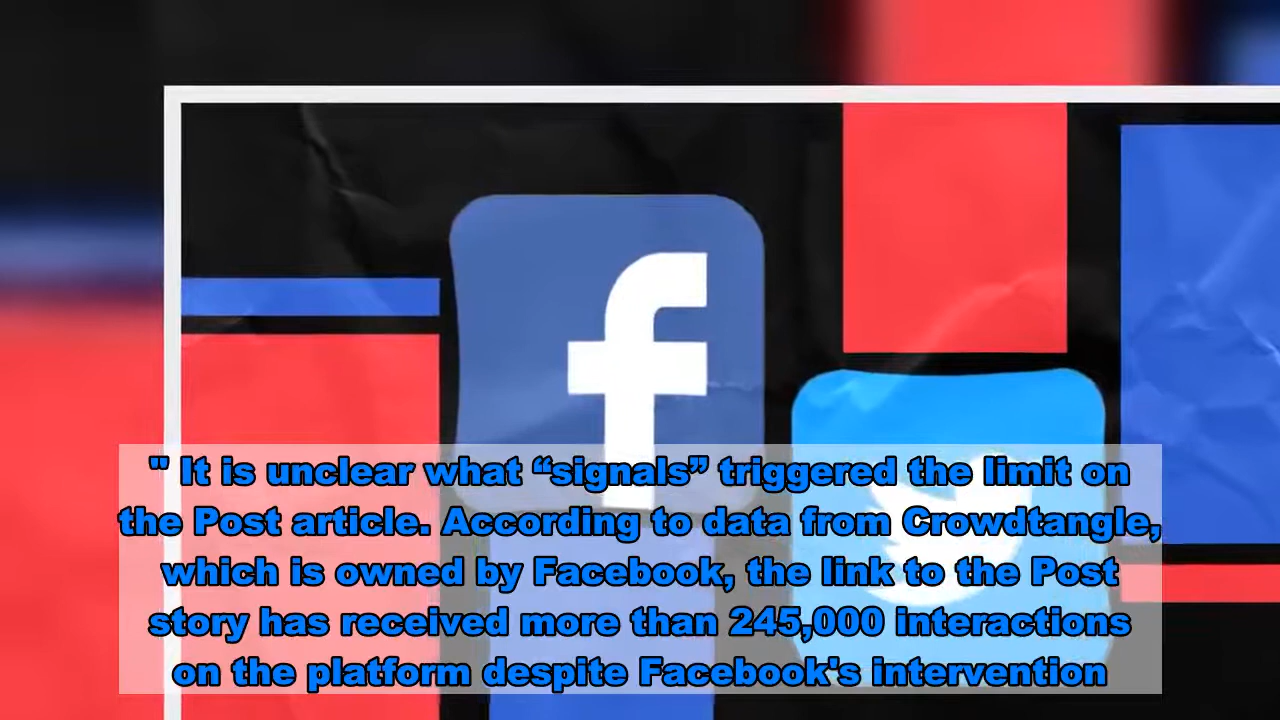 " It is unclear what “signals” triggered the limit on
the Post article. According to data from Crowdtangle,
which is owned by Facebook, the link to the Post
story has received more than 245,000 interactions
on the platform despite Facebook's intervention